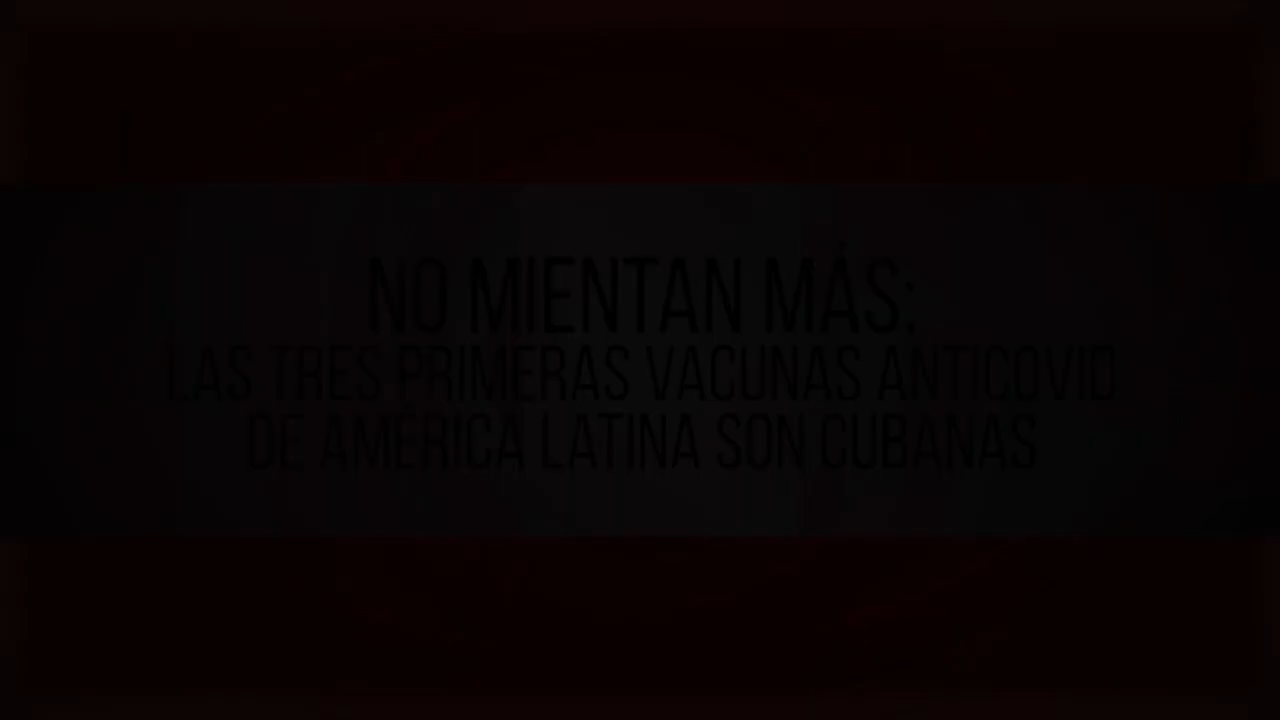 NO MIENTAN MÁS:
LAS TRES PRIMERAS VACUNAS ANTICOVID
DE AMÉRICA LATINA SON CUBANAS